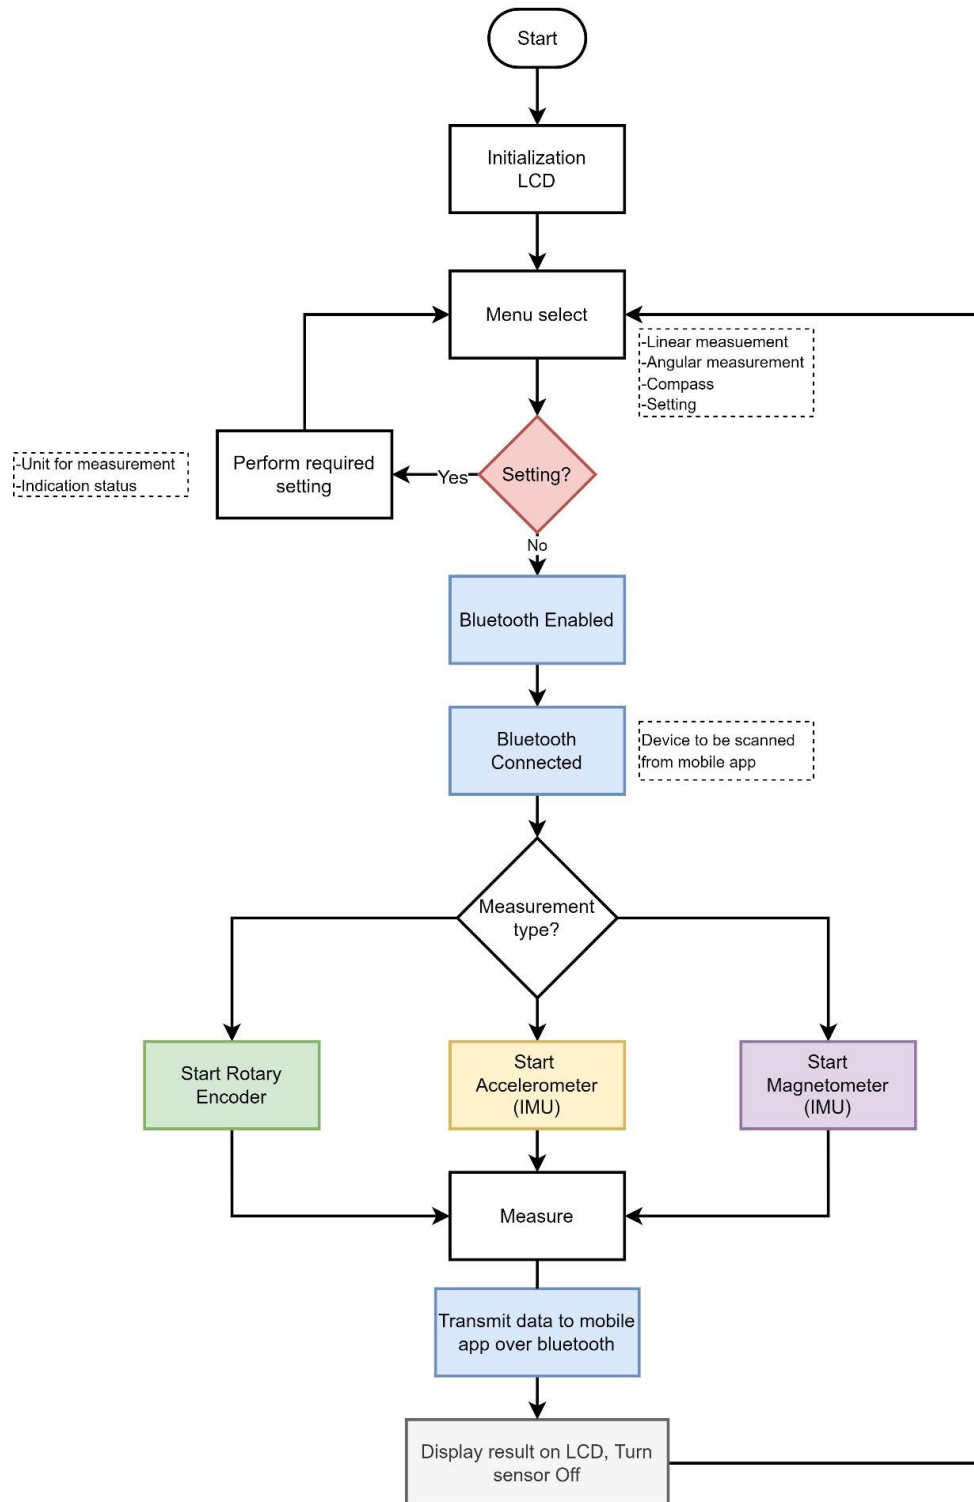 Start
Initialization
LCD
Menu select
-Linear measuement
-Angular measurement
-Compass
-Setting
Setting?
Yes
Perform required
setting
-Unit for measurement
-Indication status
No
Bluetooth Enabled
Bluetooth
Connected
Device to be scanned
from mobile app
Measurement
type?
Start Rotary
Encoder
Start
Accelerometer
(IMU)
Start
Magnetometer
(IMU)
Measure
Transmit data to mobile
app over bluetooth
Display result on LCD, Turn
sensor Off